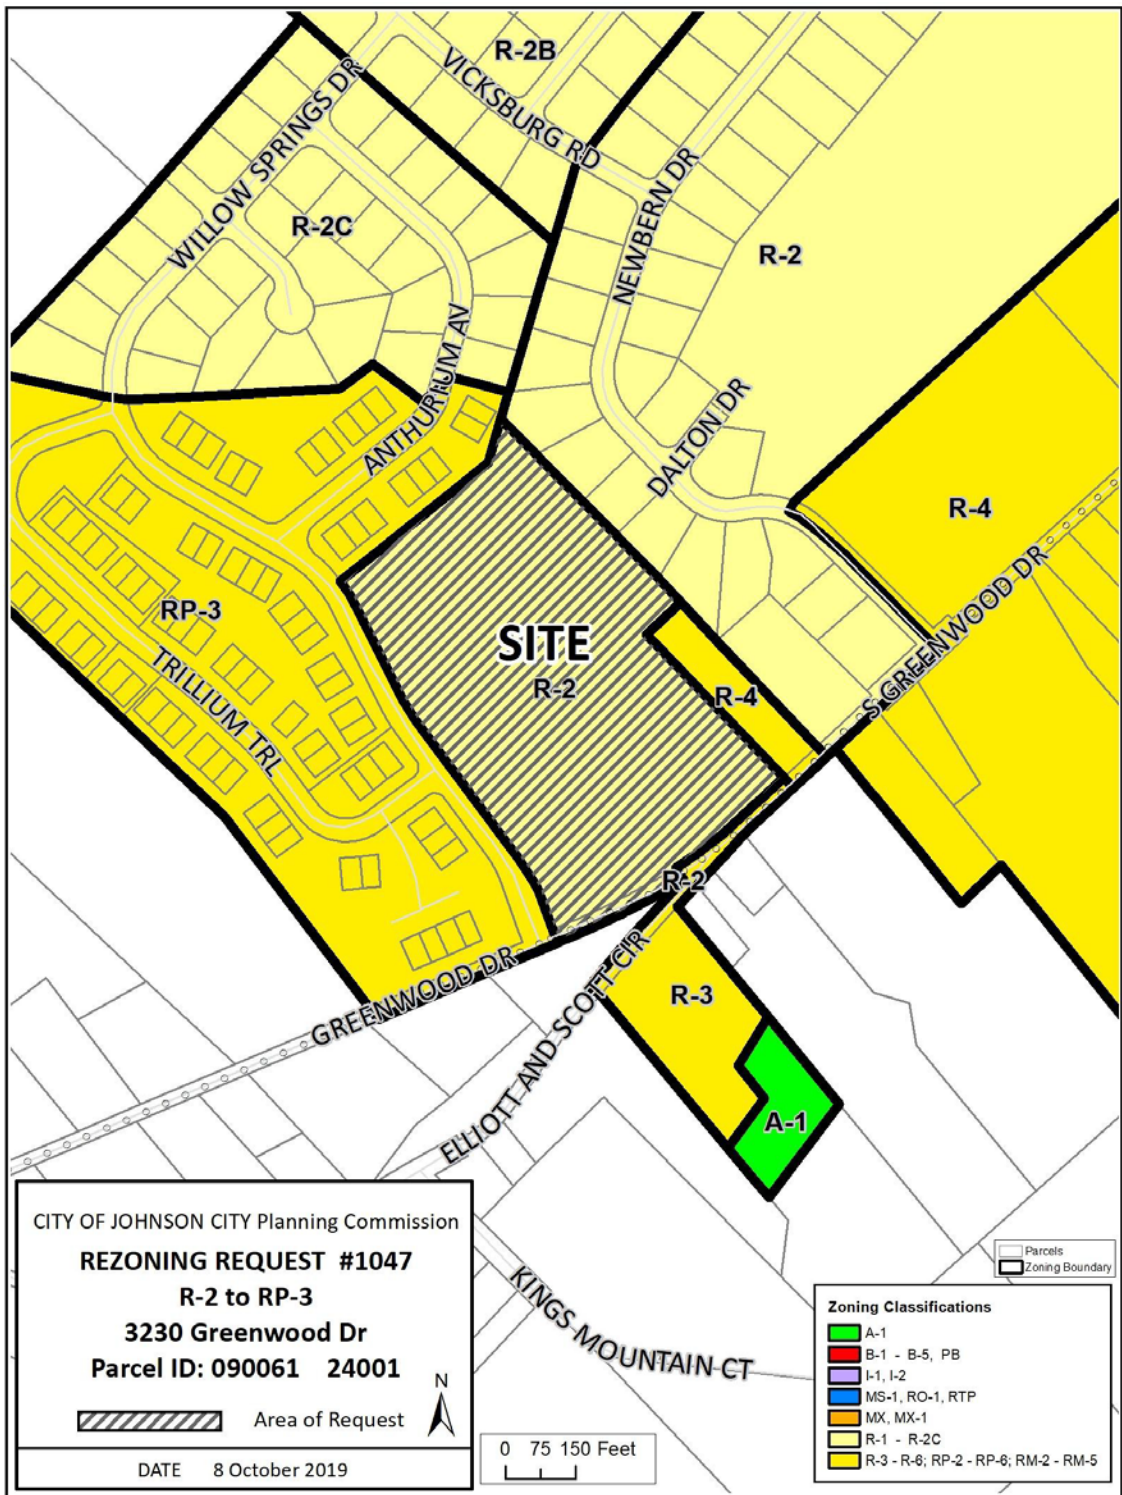 R-2B
VICKSBURG RD
WILLOW SPRINGS DR
NEWBERN DR
R-2C
R-2
ANTHURIUM AV
DALTON DR
R-4
S GREENWOOD DR
RP-3
SITE
R-2
R-4
TRILLIUM TRL
R-2
GREENWOOD DR
R-3
ELLIOTT AND SCOTT CIR
A-1
KINGS MOUNTAIN CT
CITY OF JOHNSON CITY Planning Commission
REZONING REQUEST #1047
R-2 to RP-3
3230 Greenwood Dr
Parcel ID: 090061 24001
N
Area of Request
DATE 8 October 2019
0 75 150 Feet
Parcels
Zoning Boundary
Zoning Classifications
A-1
B-1 - B-5, PB
I-1, I-2
MS-1, RO-1, RTP
MX, MX-1
R-1 - R-2C
R-3 - R-6; RP-2 - RP-6; RM-2 - RM-5